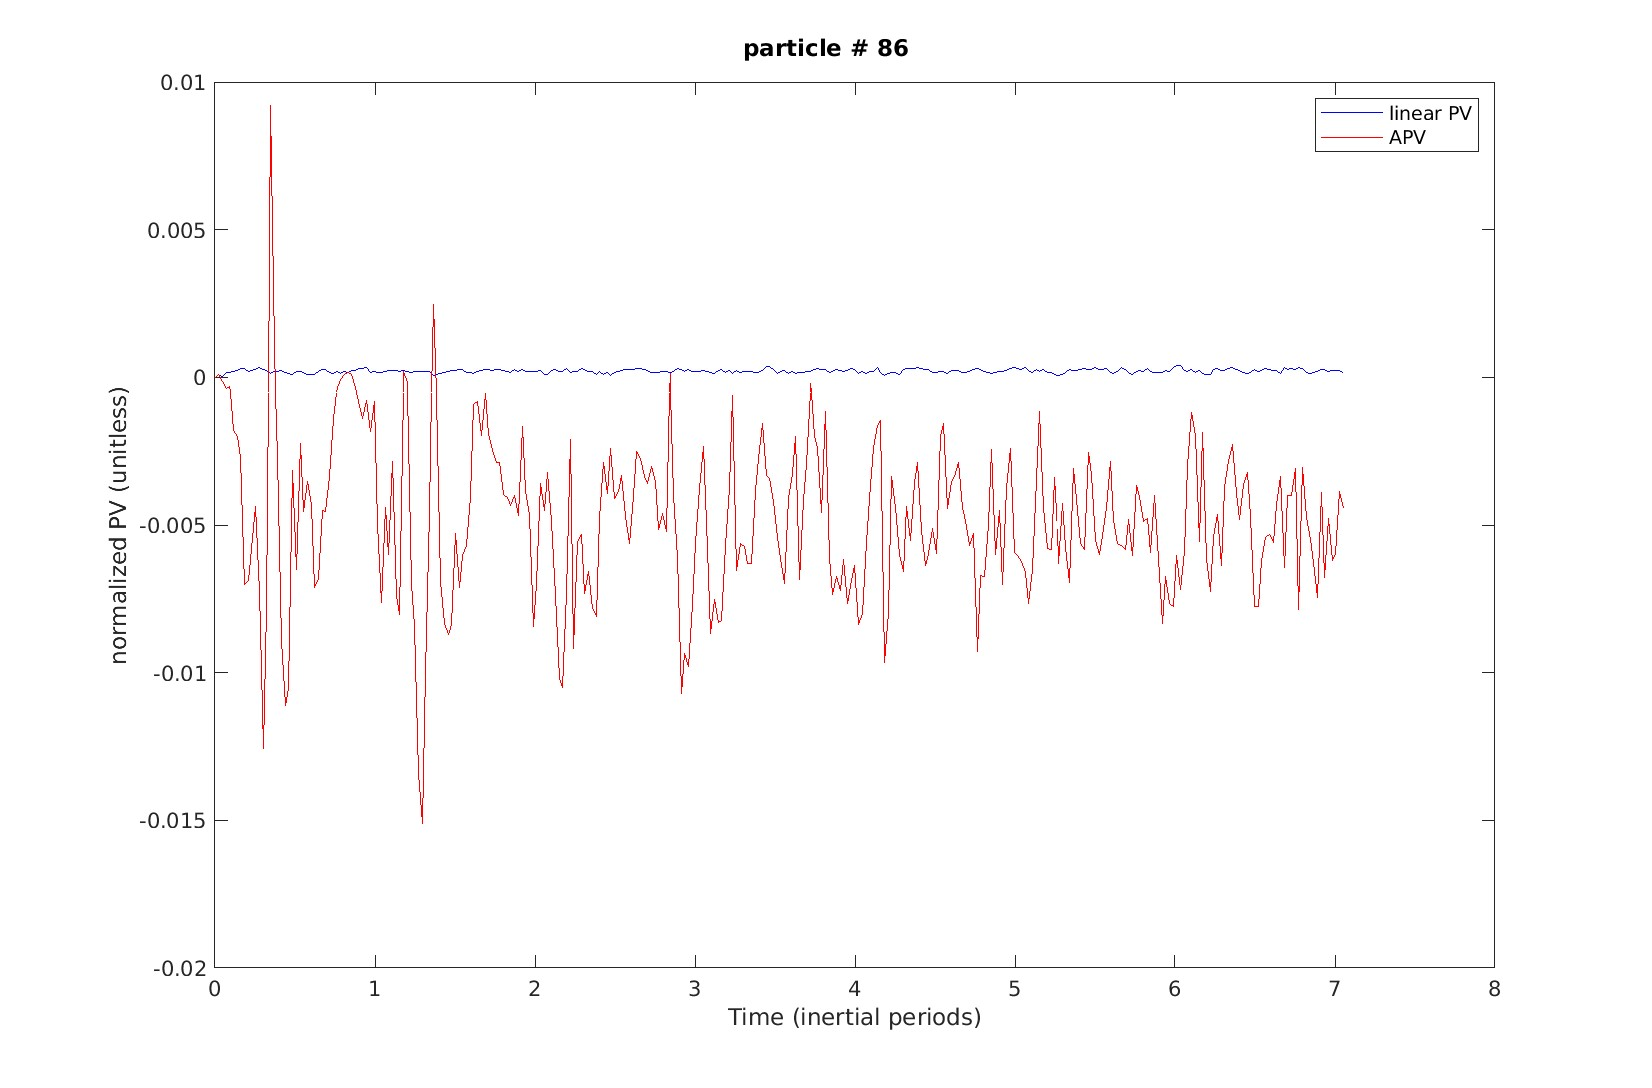 particle # 86
linear PV
APV
0.01
0.005
0
-0.005
-0.01
-0.015
-0.02
normalized PV (unitless)
0 1 2 3 4 5 6 7 8
Time (inertial periods)